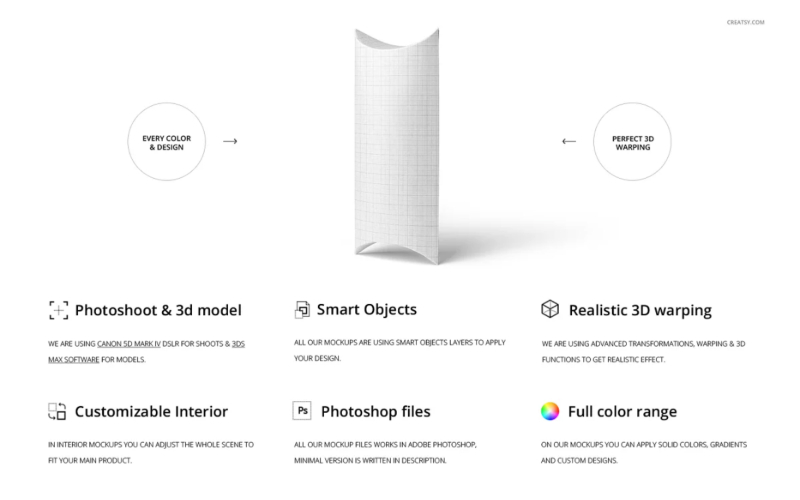 CREATSY.COM
EVERY COLOR
& DESIGN
PERFECT 3D
WARPING
Photoshoot & 3d model
WE ARE USING CANON 5D MARK IV DSLR FOR SHOOTS & 3DS
MAX SOFTWARE FOR MODELS.
Smart Objects
ALL OUR MOCKUPS ARE USING SMART OBJECTS LAYERS TO APPLY
YOUR DESIGN.
Realistic 3D warping
WE ARE USING ADVANCED TRANSFORMATIONS, WARPING & 3D
FUNCTIONS TO GET REALISTIC EFFECT.
Customizable Interior
IN INTERIOR MOCKUPS YOU CAN ADJUST THE WHOLE SCENE TO
FIT YOUR MAIN PRODUCT.
Ps
Photoshop files
ALL OUR MOCKUP FILES WORKS IN ADOBE PHOTOSHOP,
MINIMAL VERSION IS WRITTEN IN DESCRIPTION.
Full color range
ON OUR MOCKUPS YOU CAN APPLY SOLID COLORS, GRADIENTS
AND CUSTOM DESIGNS.